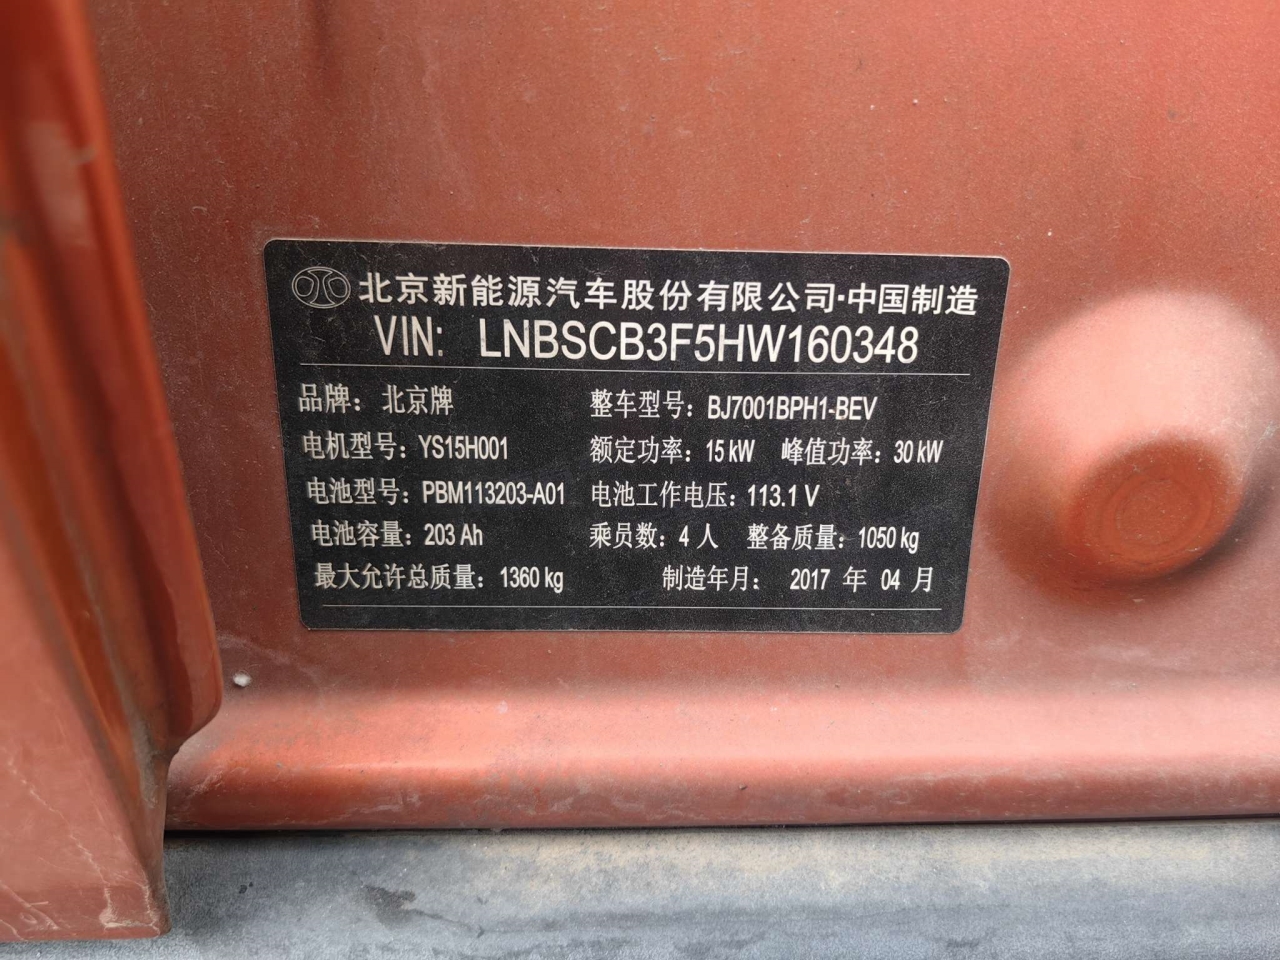 北京新能源汽车股份有限公司·中国制造
VIN: LNBSCB3F5HW160348
品牌: 北京牌 整车型号: BJ7001BPH1-BEV
电机型号: YS15H001 额定功率: 15 kW 峰值功率: 30 kW
电池型号: PBM113203-A01 电池工作电压: 113.1 V
电池容量: 203 Ah 乘员数: 4 人 整备质量: 1050 kg
最大允许总质量: 1360 kg 制造年月: 2017 年 04 月